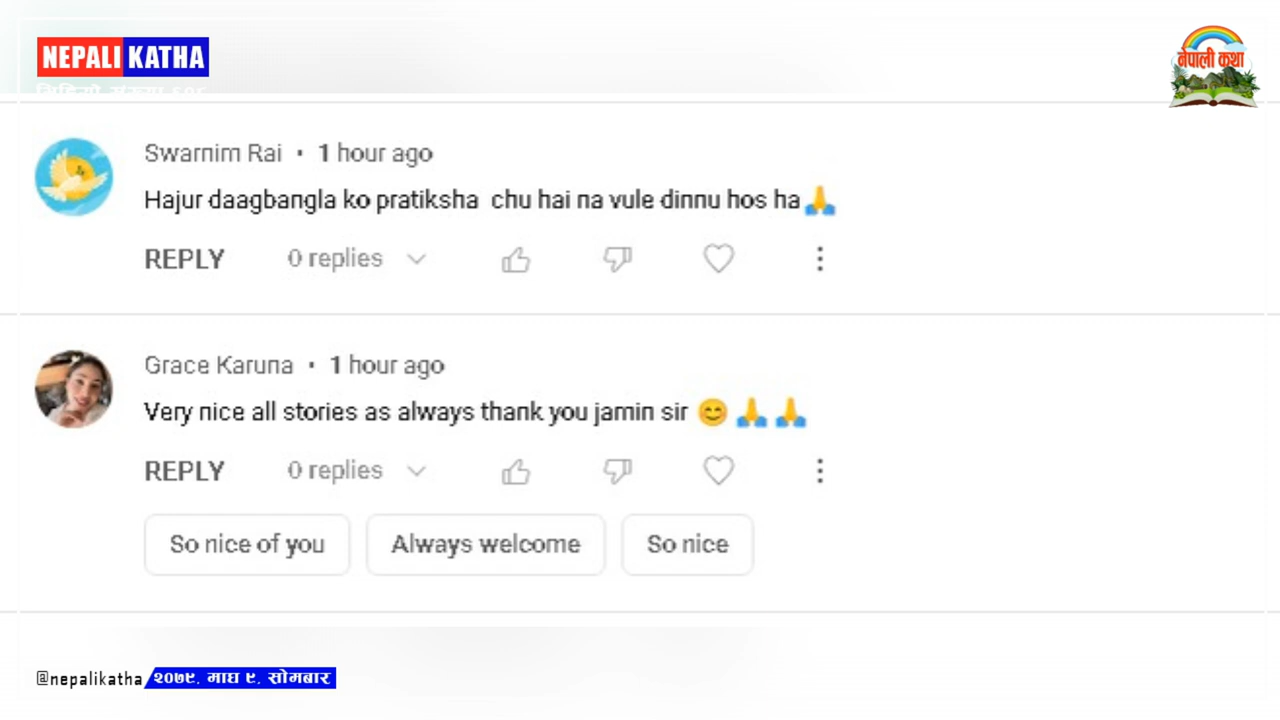 NEPALI KATHA
नेपाली कथा
Swarnim Rai • 1 hour ago
Hajur daagbangla ko pratiksha chu hai na vule dinnu hos ha🙏
REPLY 0 replies
Grace Karuna • 1 hour ago
Very nice all stories as always thank you jamin sir 😊🙏🙏
REPLY 0 replies
So nice of you Always welcome So nice
@nepalikatha २०७९. माघ ९. सोमबार